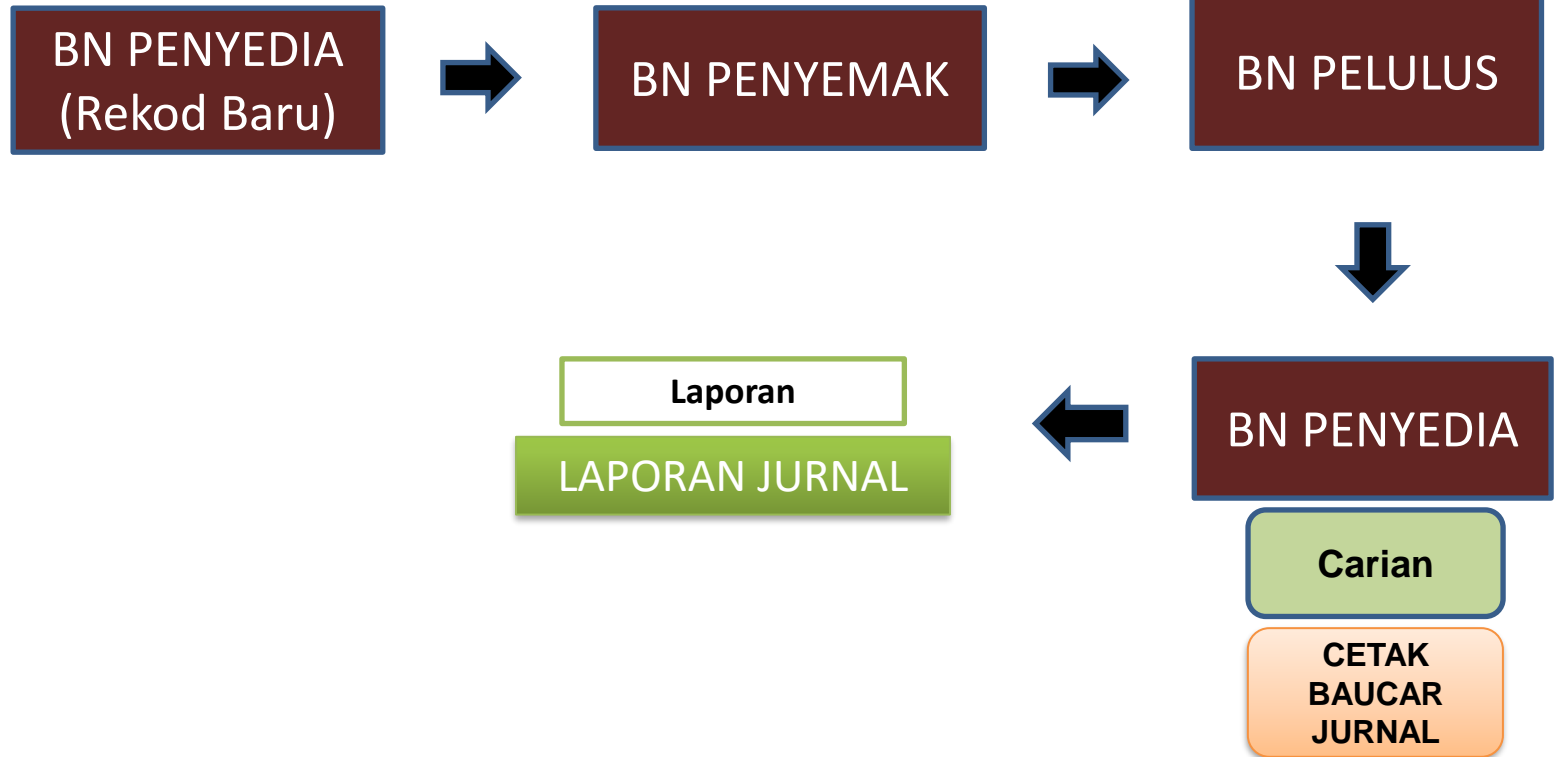 BN PENYEDIA
(Rekod Baru)
BN PENYEMAK
BN PELULUS
BN PENYEDIA
Carian
CETAK
BAUCAR
JURNAL
Laporan
LAPORAN JURNAL